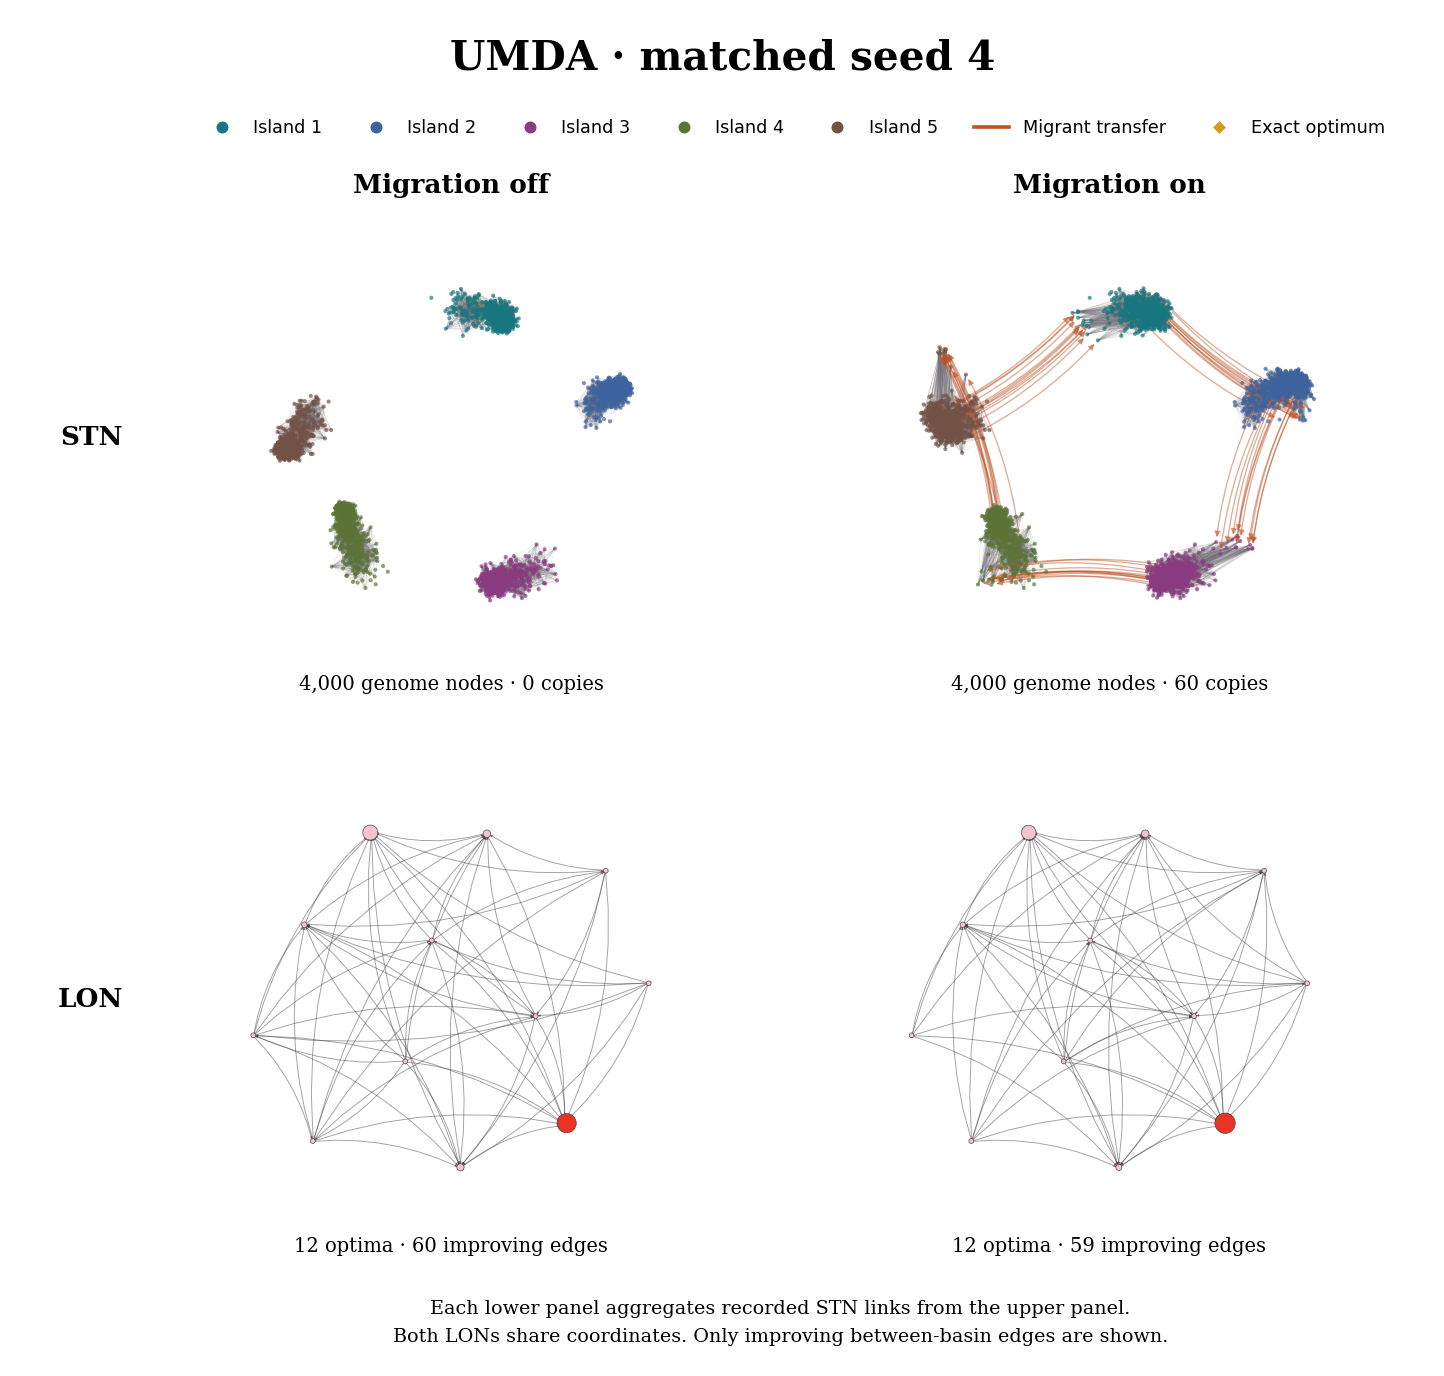 UMDA · matched seed 4
Island 1
Island 2
Island 3
Island 4
Island 5
Migrant transfer
Exact optimum
Migration off
Migration on
STN
4,000 genome nodes · 0 copies
4,000 genome nodes · 60 copies
LON
12 optima · 60 improving edges
12 optima · 59 improving edges
Each lower panel aggregates recorded STN links from the upper panel.
Both LONs share coordinates. Only improving between-basin edges are shown.